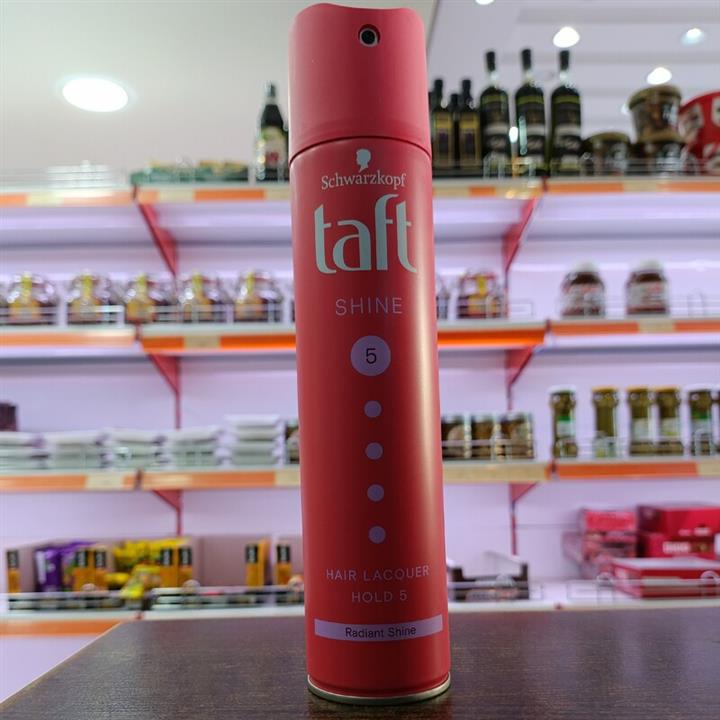 Schwarzkopf
taft
SHINE
5
HAIR LACQUER
HOLD 5
Radiant Shine